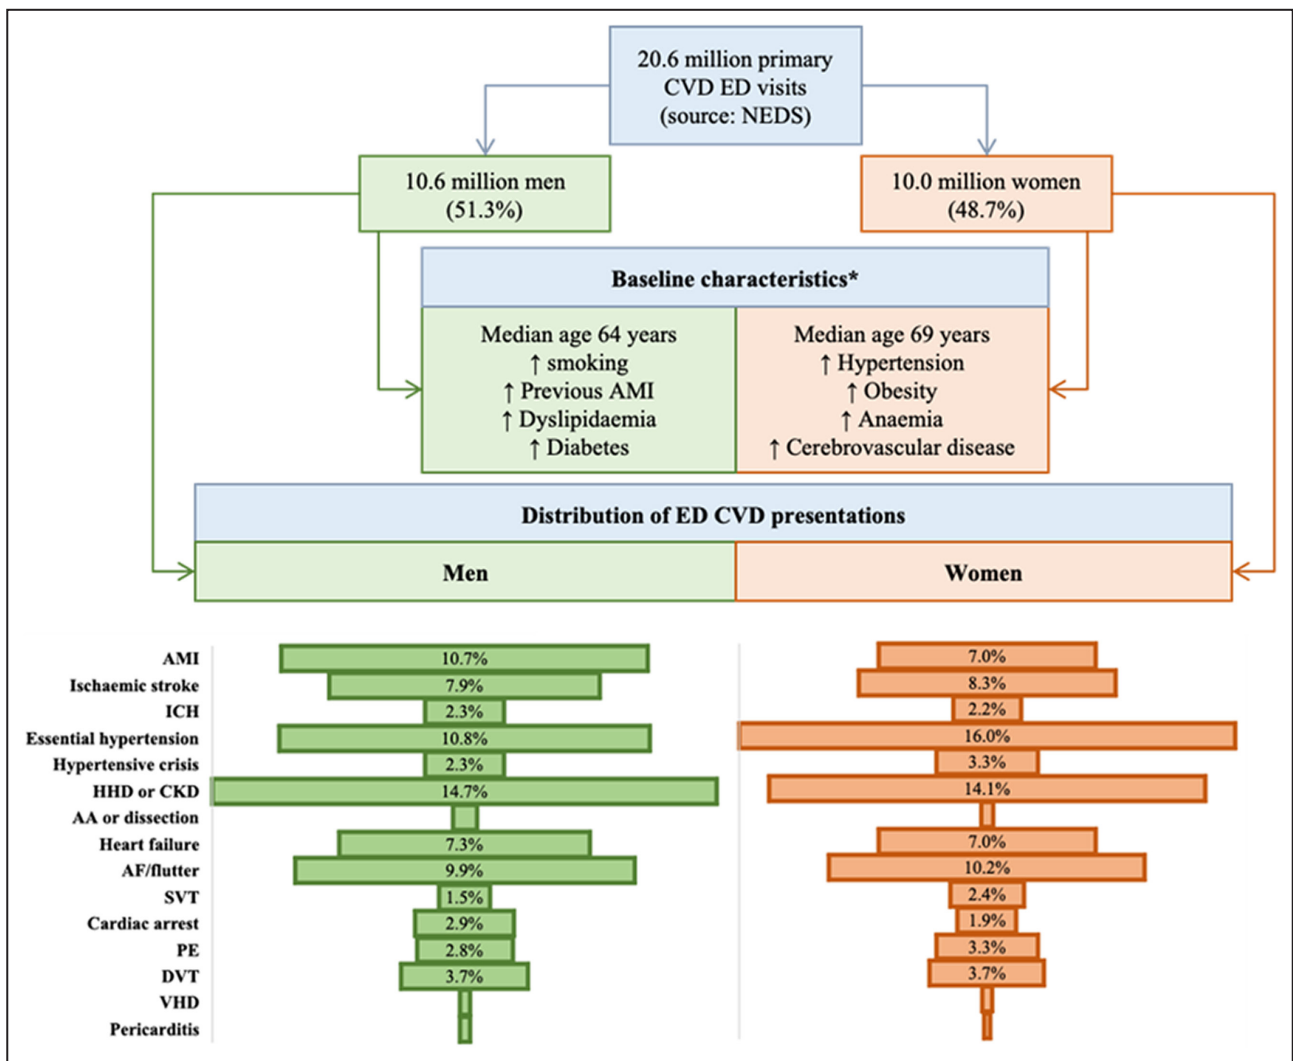 20.6 million primary
CVD ED visits
(source: NEDS)
10.6 million men
(51.3%)
10.0 million women
(48.7%)
Baseline characteristics*
Median age 64 years
↑ smoking
↑ Previous AMI
↑ Dyslipidaemia
↑ Diabetes
Median age 69 years
↑ Hypertension
↑ Obesity
↑ Anaemia
↑ Cerebrovascular disease
Distribution of ED CVD presentations
Men
Women
AMI 10.7% 7.0%
Ischaemic stroke 7.9% 8.3%
ICH 2.3% 2.2%
Essential hypertension 10.8% 16.0%
Hypertensive crisis 2.3% 3.3%
HHD or CKD 14.7% 14.1%
AA or dissection
Heart failure 7.3% 7.0%
AF/flutter 9.9% 10.2%
SVT 1.5% 2.4%
Cardiac arrest 2.9% 1.9%
PE 2.8% 3.3%
DVT 3.7% 3.7%
VHD
Pericarditis